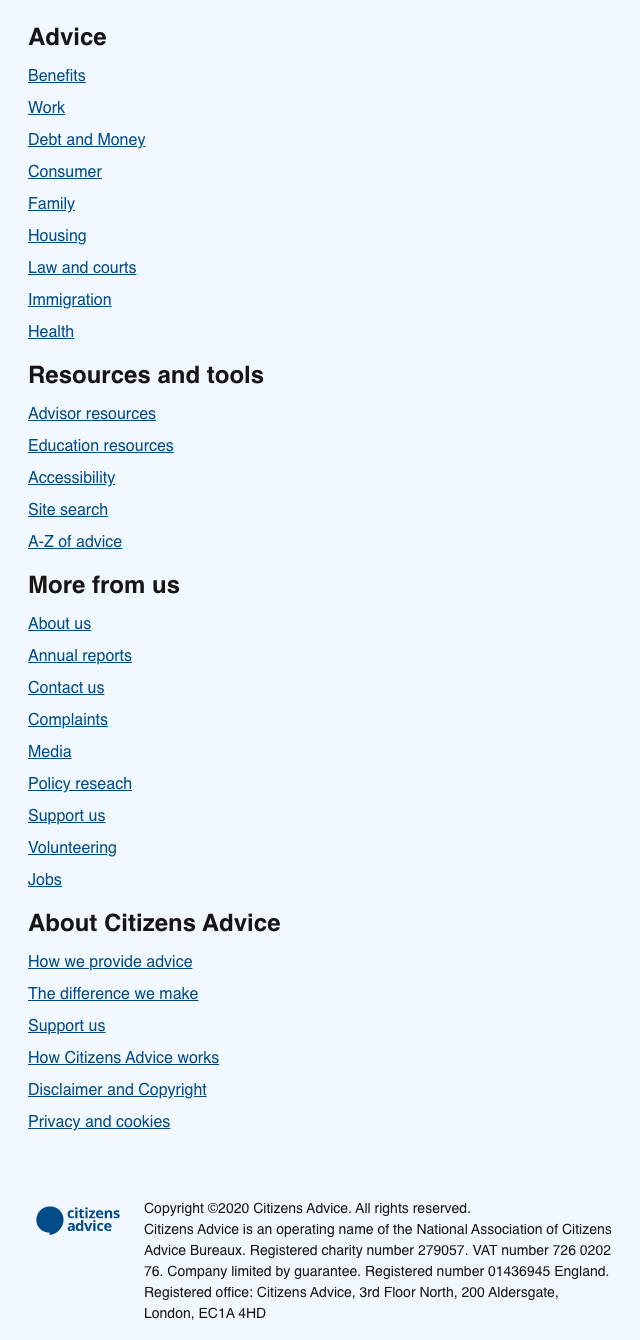 Advice
Benefits
Work
Debt and Money
Consumer
Family
Housing
Law and courts
Immigration
Health
Resources and tools
Advisor resources
Education resources
Accessibility
Site search
A-Z of advice
More from us
About us
Annual reports
Contact us
Complaints
Media
Policy reseach
Support us
Volunteering
Jobs
About Citizens Advice
How we provide advice
The difference we make
Support us
How Citizens Advice works
Disclaimer and Copyright
Privacy and cookies
citizens
advice
Copyright ©2020 Citizens Advice. All rights reserved.
Citizens Advice is an operating name of the National Association of Citizens
Advice Bureaux. Registered charity number 279057. VAT number 726 0202
76. Company limited by guarantee. Registered number 01436945 England.
Registered office: Citizens Advice, 3rd Floor North, 200 Aldersgate,
London, EC1A 4HD